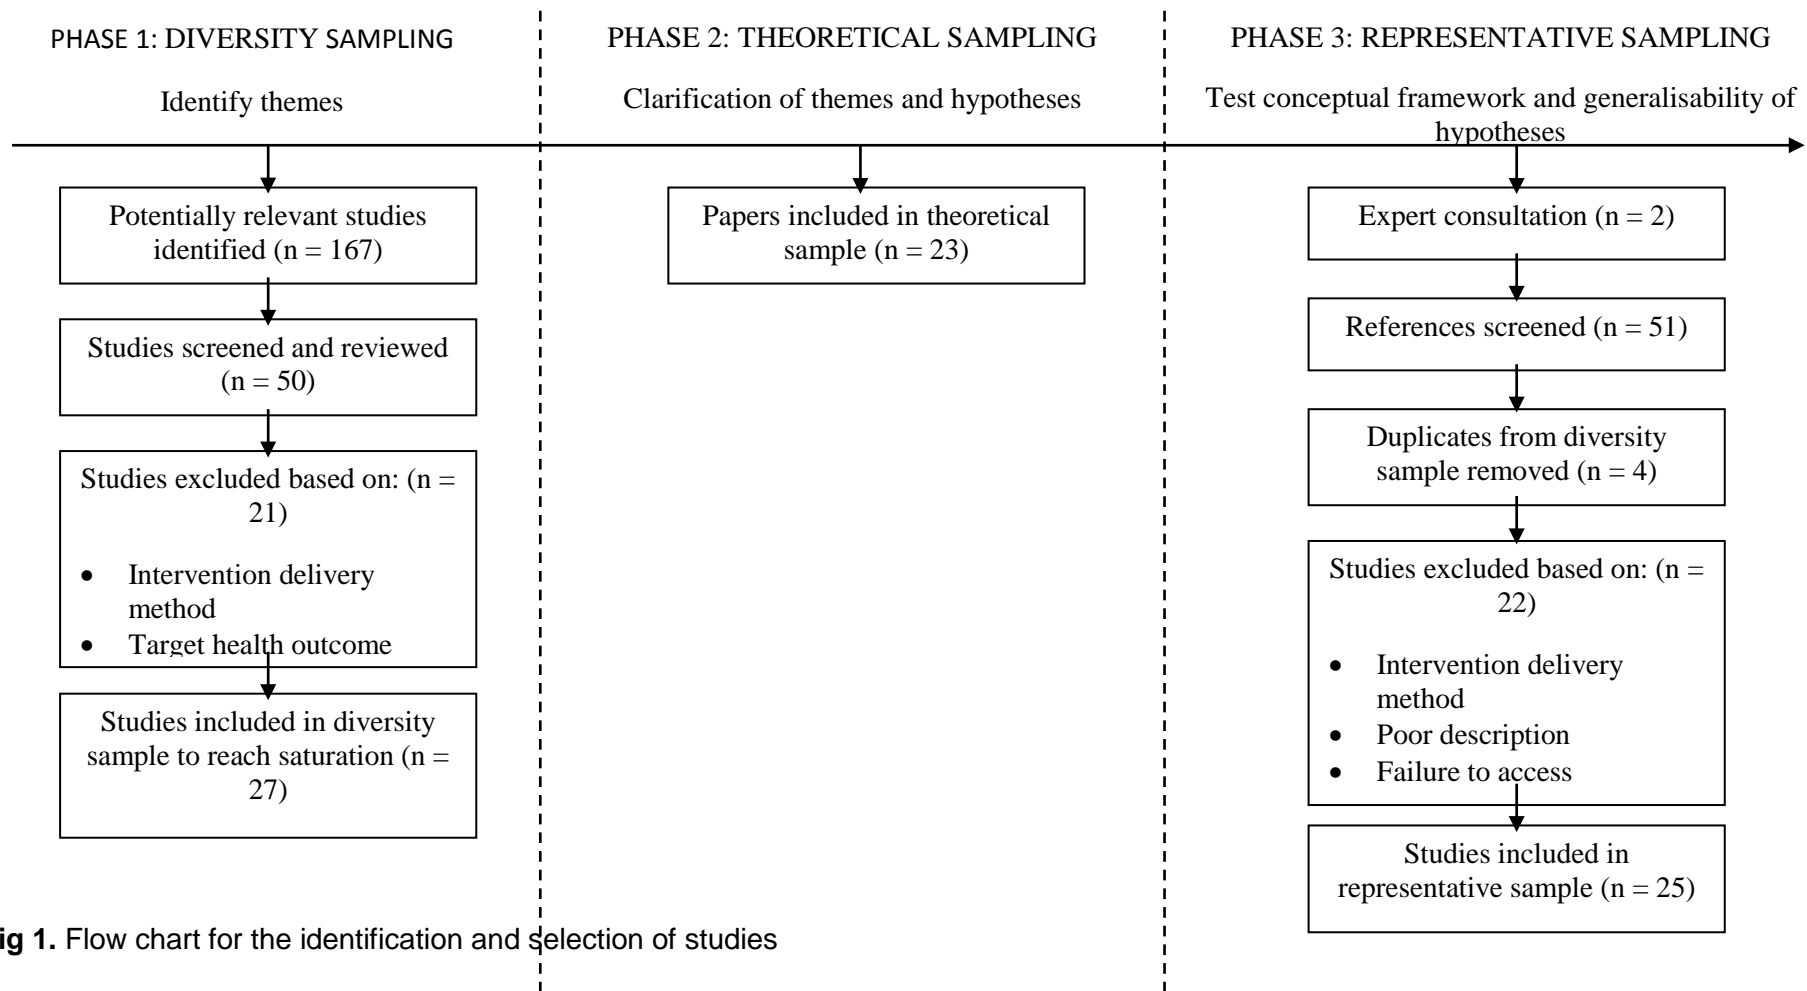 PHASE 1: DIVERSITY SAMPLING
Identify themes
Potentially relevant studies
identified (n = 167)
Studies screened and reviewed
(n = 50)
Studies excluded based on: (n =
21)
• Intervention delivery
method
• Target health outcome
Studies included in diversity
sample to reach saturation (n =
27)
PHASE 2: THEORETICAL SAMPLING
Clarification of themes and hypotheses
Papers included in theoretical
sample (n = 23)
PHASE 3: REPRESENTATIVE SAMPLING
Test conceptual framework and generalisability of
hypotheses
Expert consultation (n = 2)
References screened (n = 51)
Duplicates from diversity
sample removed (n = 4)
Studies excluded based on: (n =
22)
• Intervention delivery
method
• Poor description
• Failure to access
Studies included in
representative sample (n = 25)
ig 1. Flow chart for the identification and selection of studies